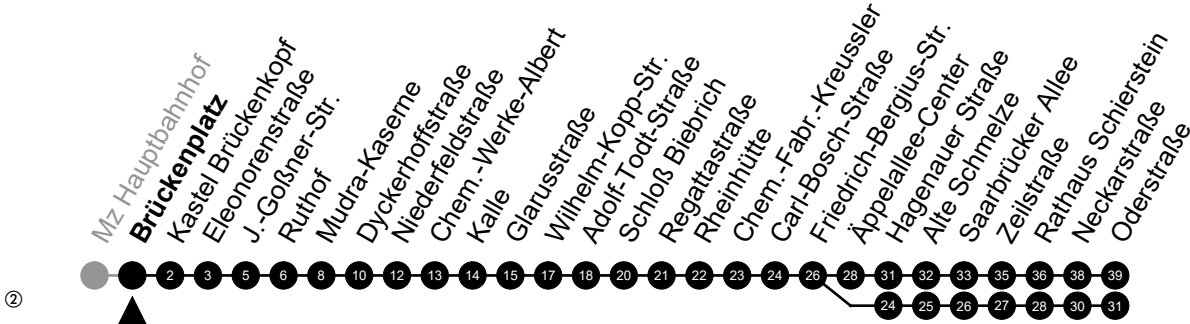 Mz Hauptbahnhof
Brückenplatz
Kastel Brückenkopf
Eleonorenstraße
J.-Goßner-Str.
Ruthof
Mudra-Kaserne
Dyckerhoffstraße
Niederfeldstraße
Chem.-Werke-Albert
Kalle
Glarusstraße
Wilhelm-Kopp-Str.
Adolf-Todt-Straße
Schloß Biebrich
Regattastraße
Rheinhütte
Chem.-Fabr.-Kreussler
Carl-Bosch-Straße
Friedrich-Bergius-Str.
Äppelallee-Center
Hagenauer Straße
Alte Schmelze
Saarbrücker Allee
Zeilstraße
Rathaus Schierstein
Neckarstraße
Oderstraße
2 3 5 6 8 10 12 13 14 15 17 18 20 21 22 23 24 26 28 31 32 33 35 36 38 39
② 24 25 26 27 28 30 31